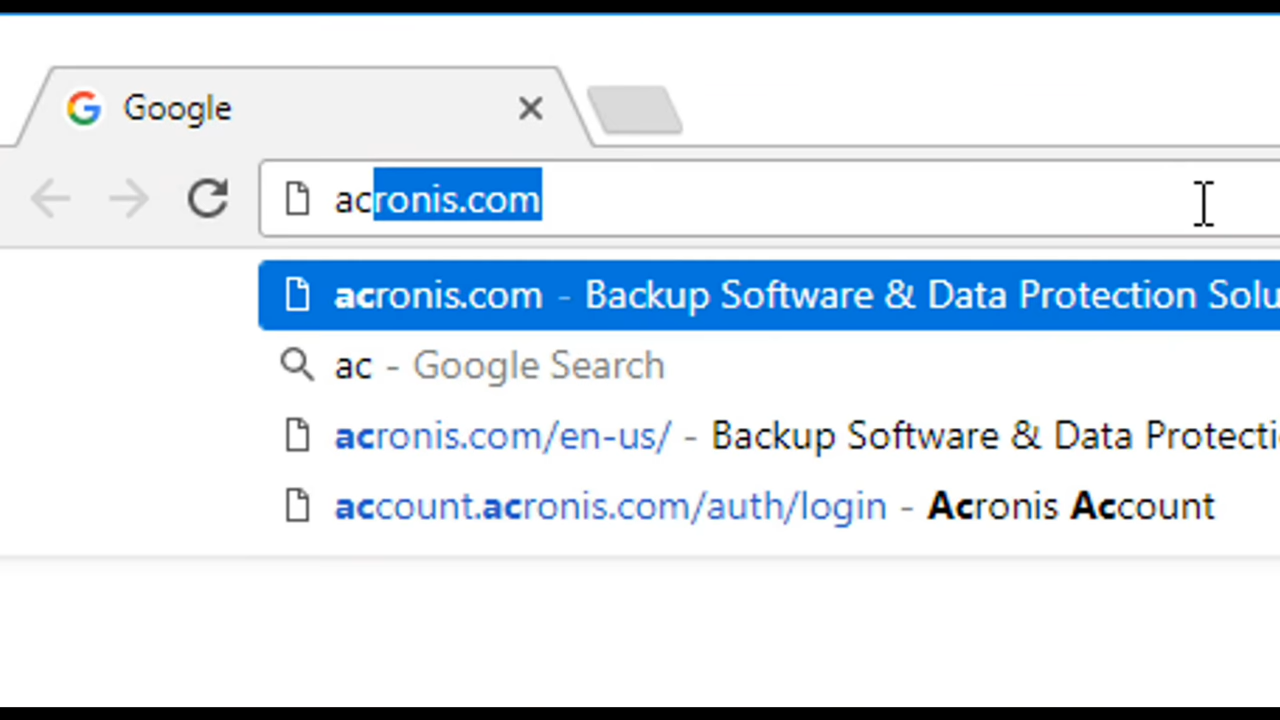 Google
acronis.com
acronis.com - Backup Software & Data Protection Solu
ac - Google Search
acronis.com/en-us/ - Backup Software & Data Protecti
account.acronis.com/auth/login - Acronis Account